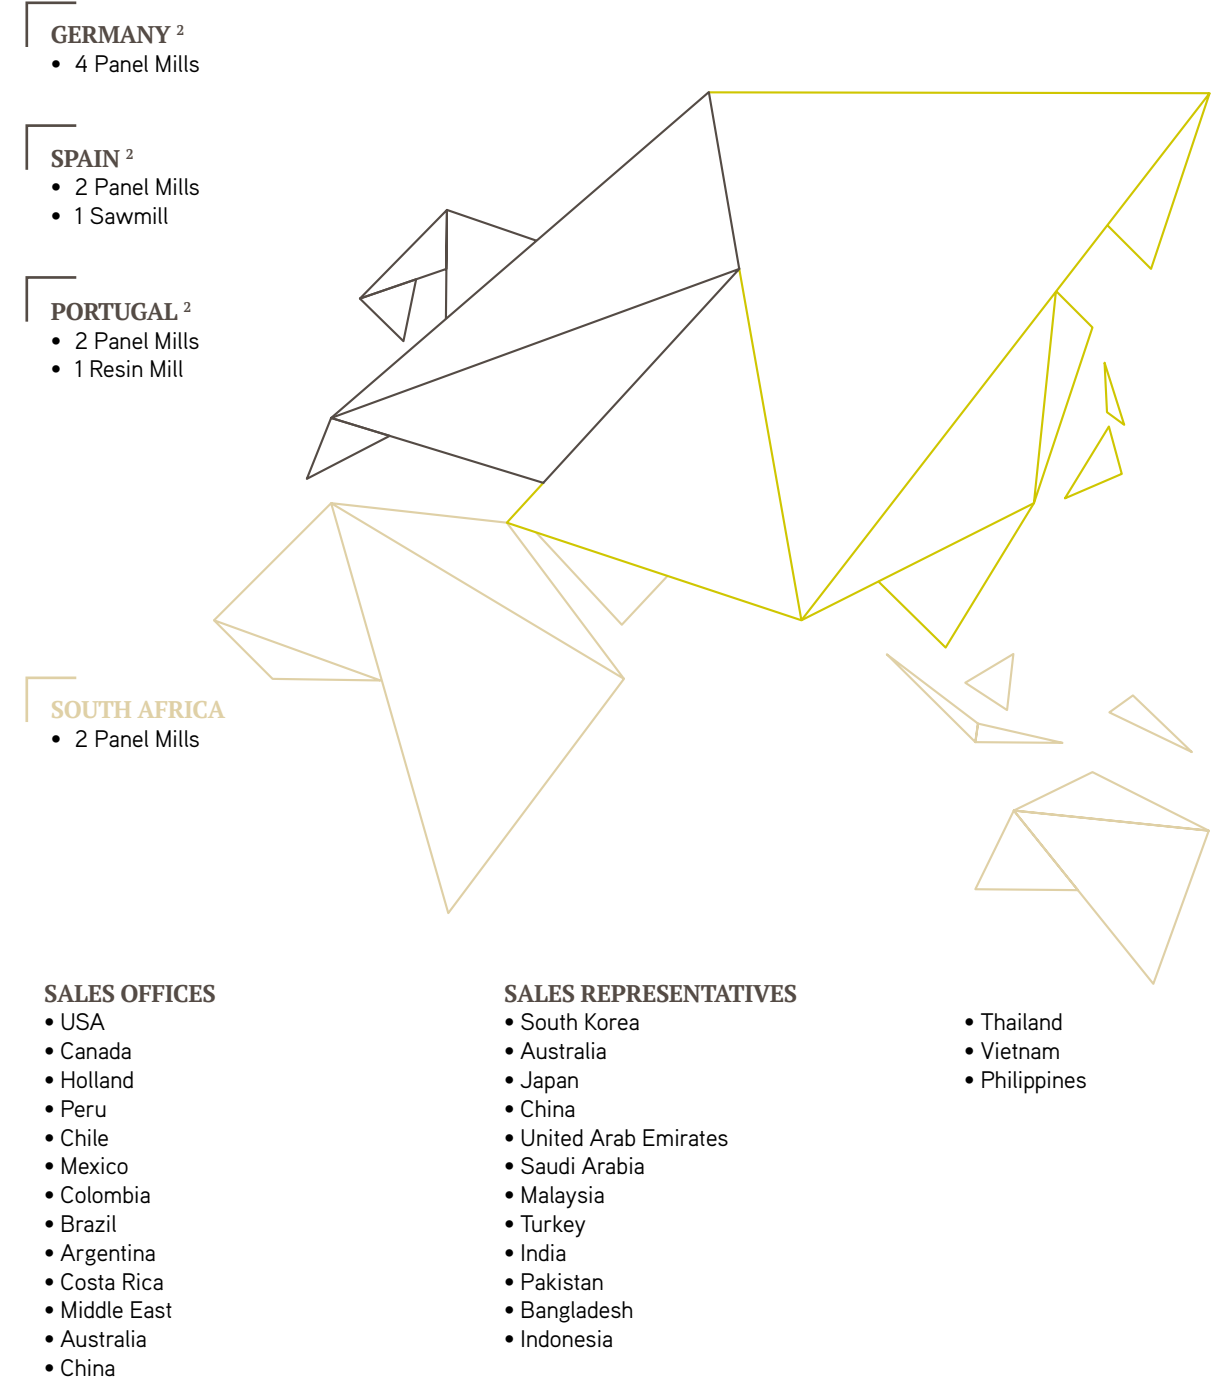 GERMANY ²
• 4 Panel Mills
SPAIN ²
• 2 Panel Mills
• 1 Sawmill
PORTUGAL ²
• 2 Panel Mills
• 1 Resin Mill
SOUTH AFRICA
• 2 Panel Mills
SALES OFFICES
• USA
• Canada
• Holland
• Peru
• Chile
• Mexico
• Colombia
• Brazil
• Argentina
• Costa Rica
• Middle East
• Australia
• China
SALES REPRESENTATIVES
• South Korea
• Australia
• Japan
• China
• United Arab Emirates
• Saudi Arabia
• Malaysia
• Turkey
• India
• Pakistan
• Bangladesh
• Indonesia
• Thailand
• Vietnam
• Philippines